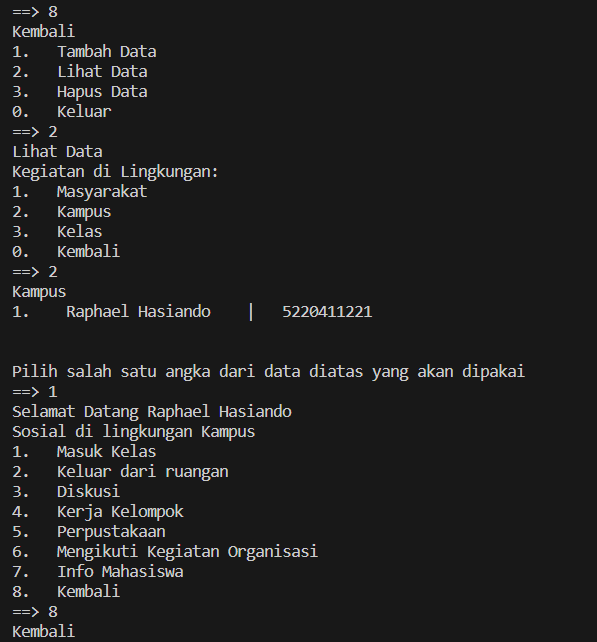 ==> 8
Kembali
1.   Tambah Data
2.   Lihat Data
3.   Hapus Data
0.   Keluar
==> 2
Lihat Data
Kegiatan di Lingkungan:
1.   Masyarakat
2.   Kampus
3.   Kelas
0.   Kembali
==> 2
Kampus
1.    Raphael Hasiando    |   5220411221
Pilih salah satu angka dari data diatas yang akan dipakai
==> 1
Selamat Datang Raphael Hasiando
Sosial di lingkungan Kampus
1.   Masuk Kelas
2.   Keluar dari ruangan
3.   Diskusi
4.   Kerja Kelompok
5.   Perpustakaan
6.   Mengikuti Kegiatan Organisasi
7.   Info Mahasiswa
8.   Kembali
==> 8
Kembali